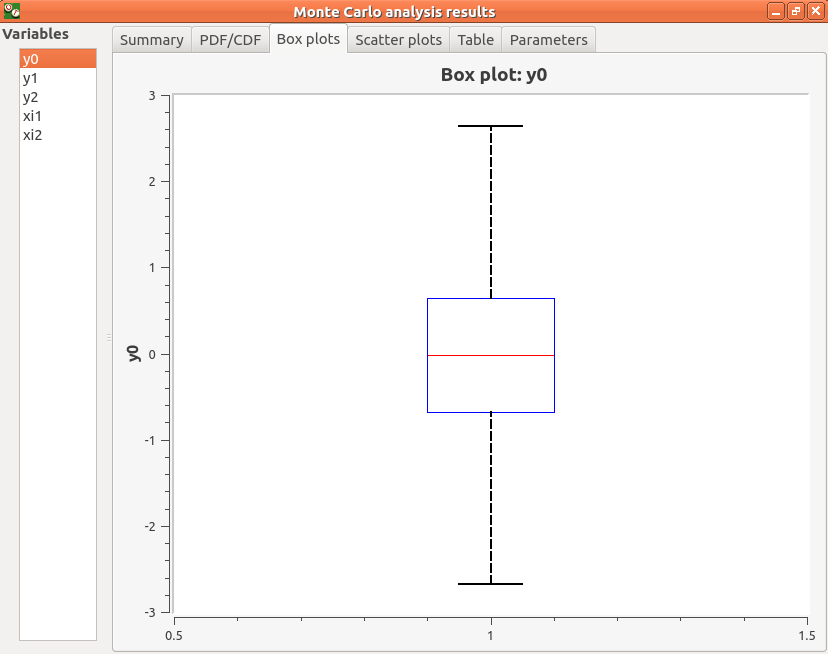 Monte Carlo analysis results
Variables
y0
y1
y2
xi1
xi2
Summary PDF/CDF Box plots Scatter plots Table Parameters
Box plot: y0
y0
3
2
1
0
-1
-2
-3
0.5 1 1.5